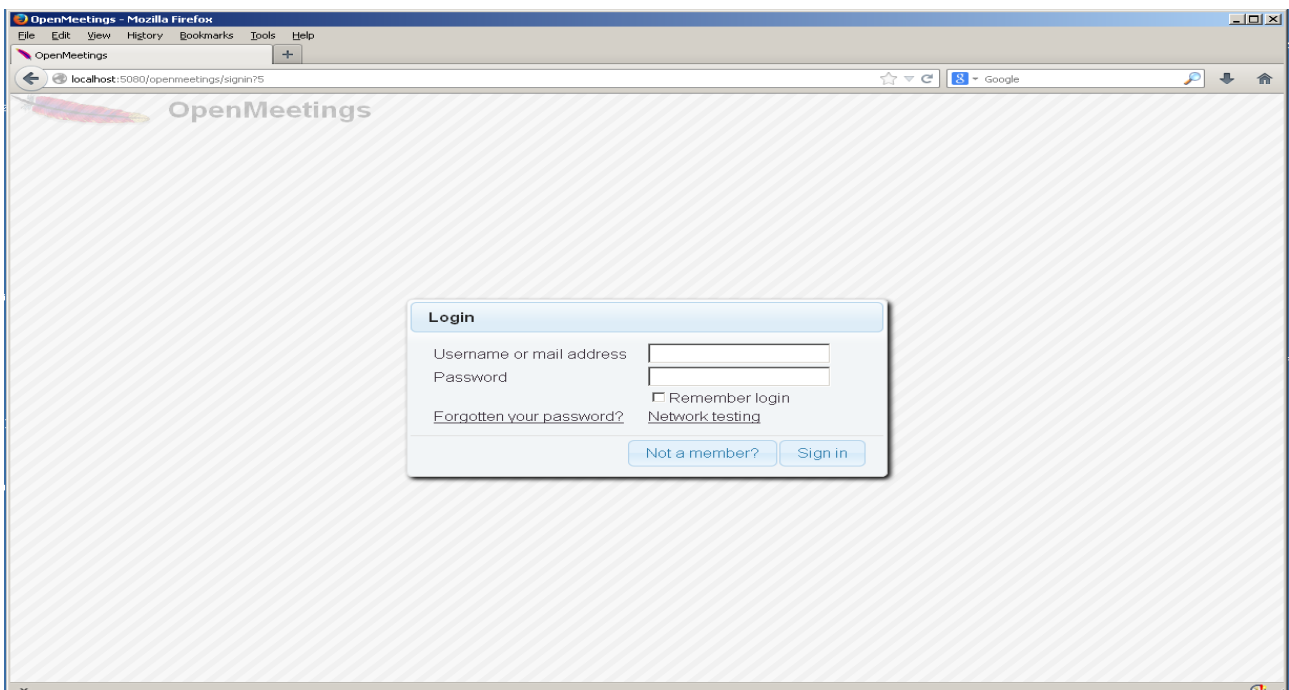 OpenMeetings - Mozilla Firefox
File Edit View History Bookmarks Tools Help
OpenMeetings
localhost:5080/openmeetings/signin?5
8 Google
OpenMeetings
Login
Username or mail address
Password
Remember login
Forgotten your password? Network testing
Not a member? Sign in